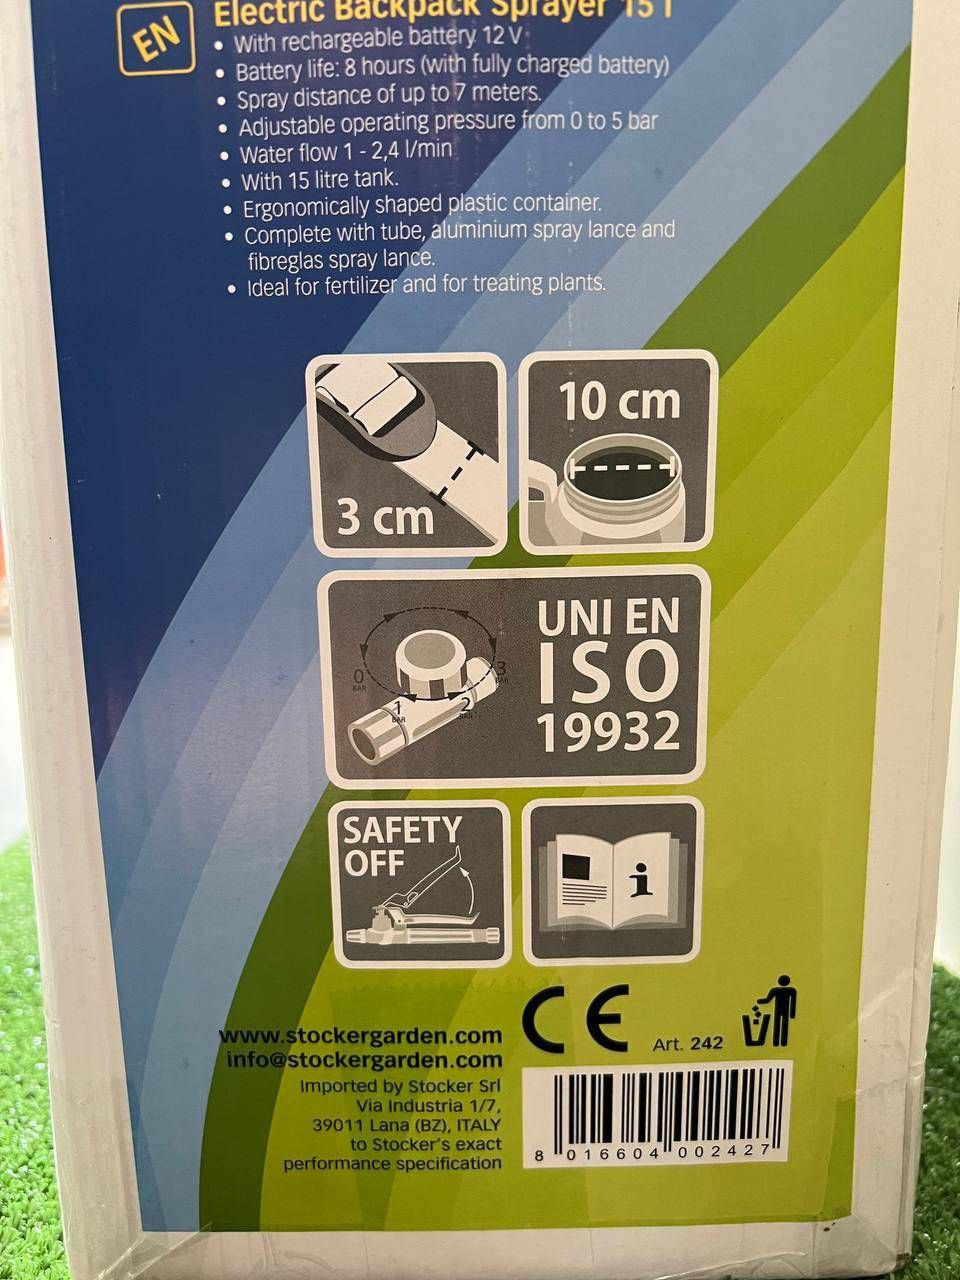 EN
Electric Backpack Sprayer 15 l
• With rechargeable battery 12 V
• Battery life: 8 hours (with fully charged battery)
• Spray distance of up to 7 meters.
• Adjustable operating pressure from 0 to 5 bar
• Water flow 1 - 2,4 l/min
• With 15 litre tank.
• Ergonomically shaped plastic container.
• Complete with tube, aluminium spray lance and
fibreglas spray lance.
• Ideal for fertilizer and for treating plants.
3 cm
10 cm
0
BAR
1
BAR
2
BAR
3
BAR
UNI EN
ISO
19932
SAFETY
OFF
i
CE
Art. 242
www.stockergarden.com
info@stockergarden.com
Imported by Stocker Srl
Via Industria 1/7,
39011 Lana (BZ), ITALY
to Stocker's exact
performance specification
8 016604 002427